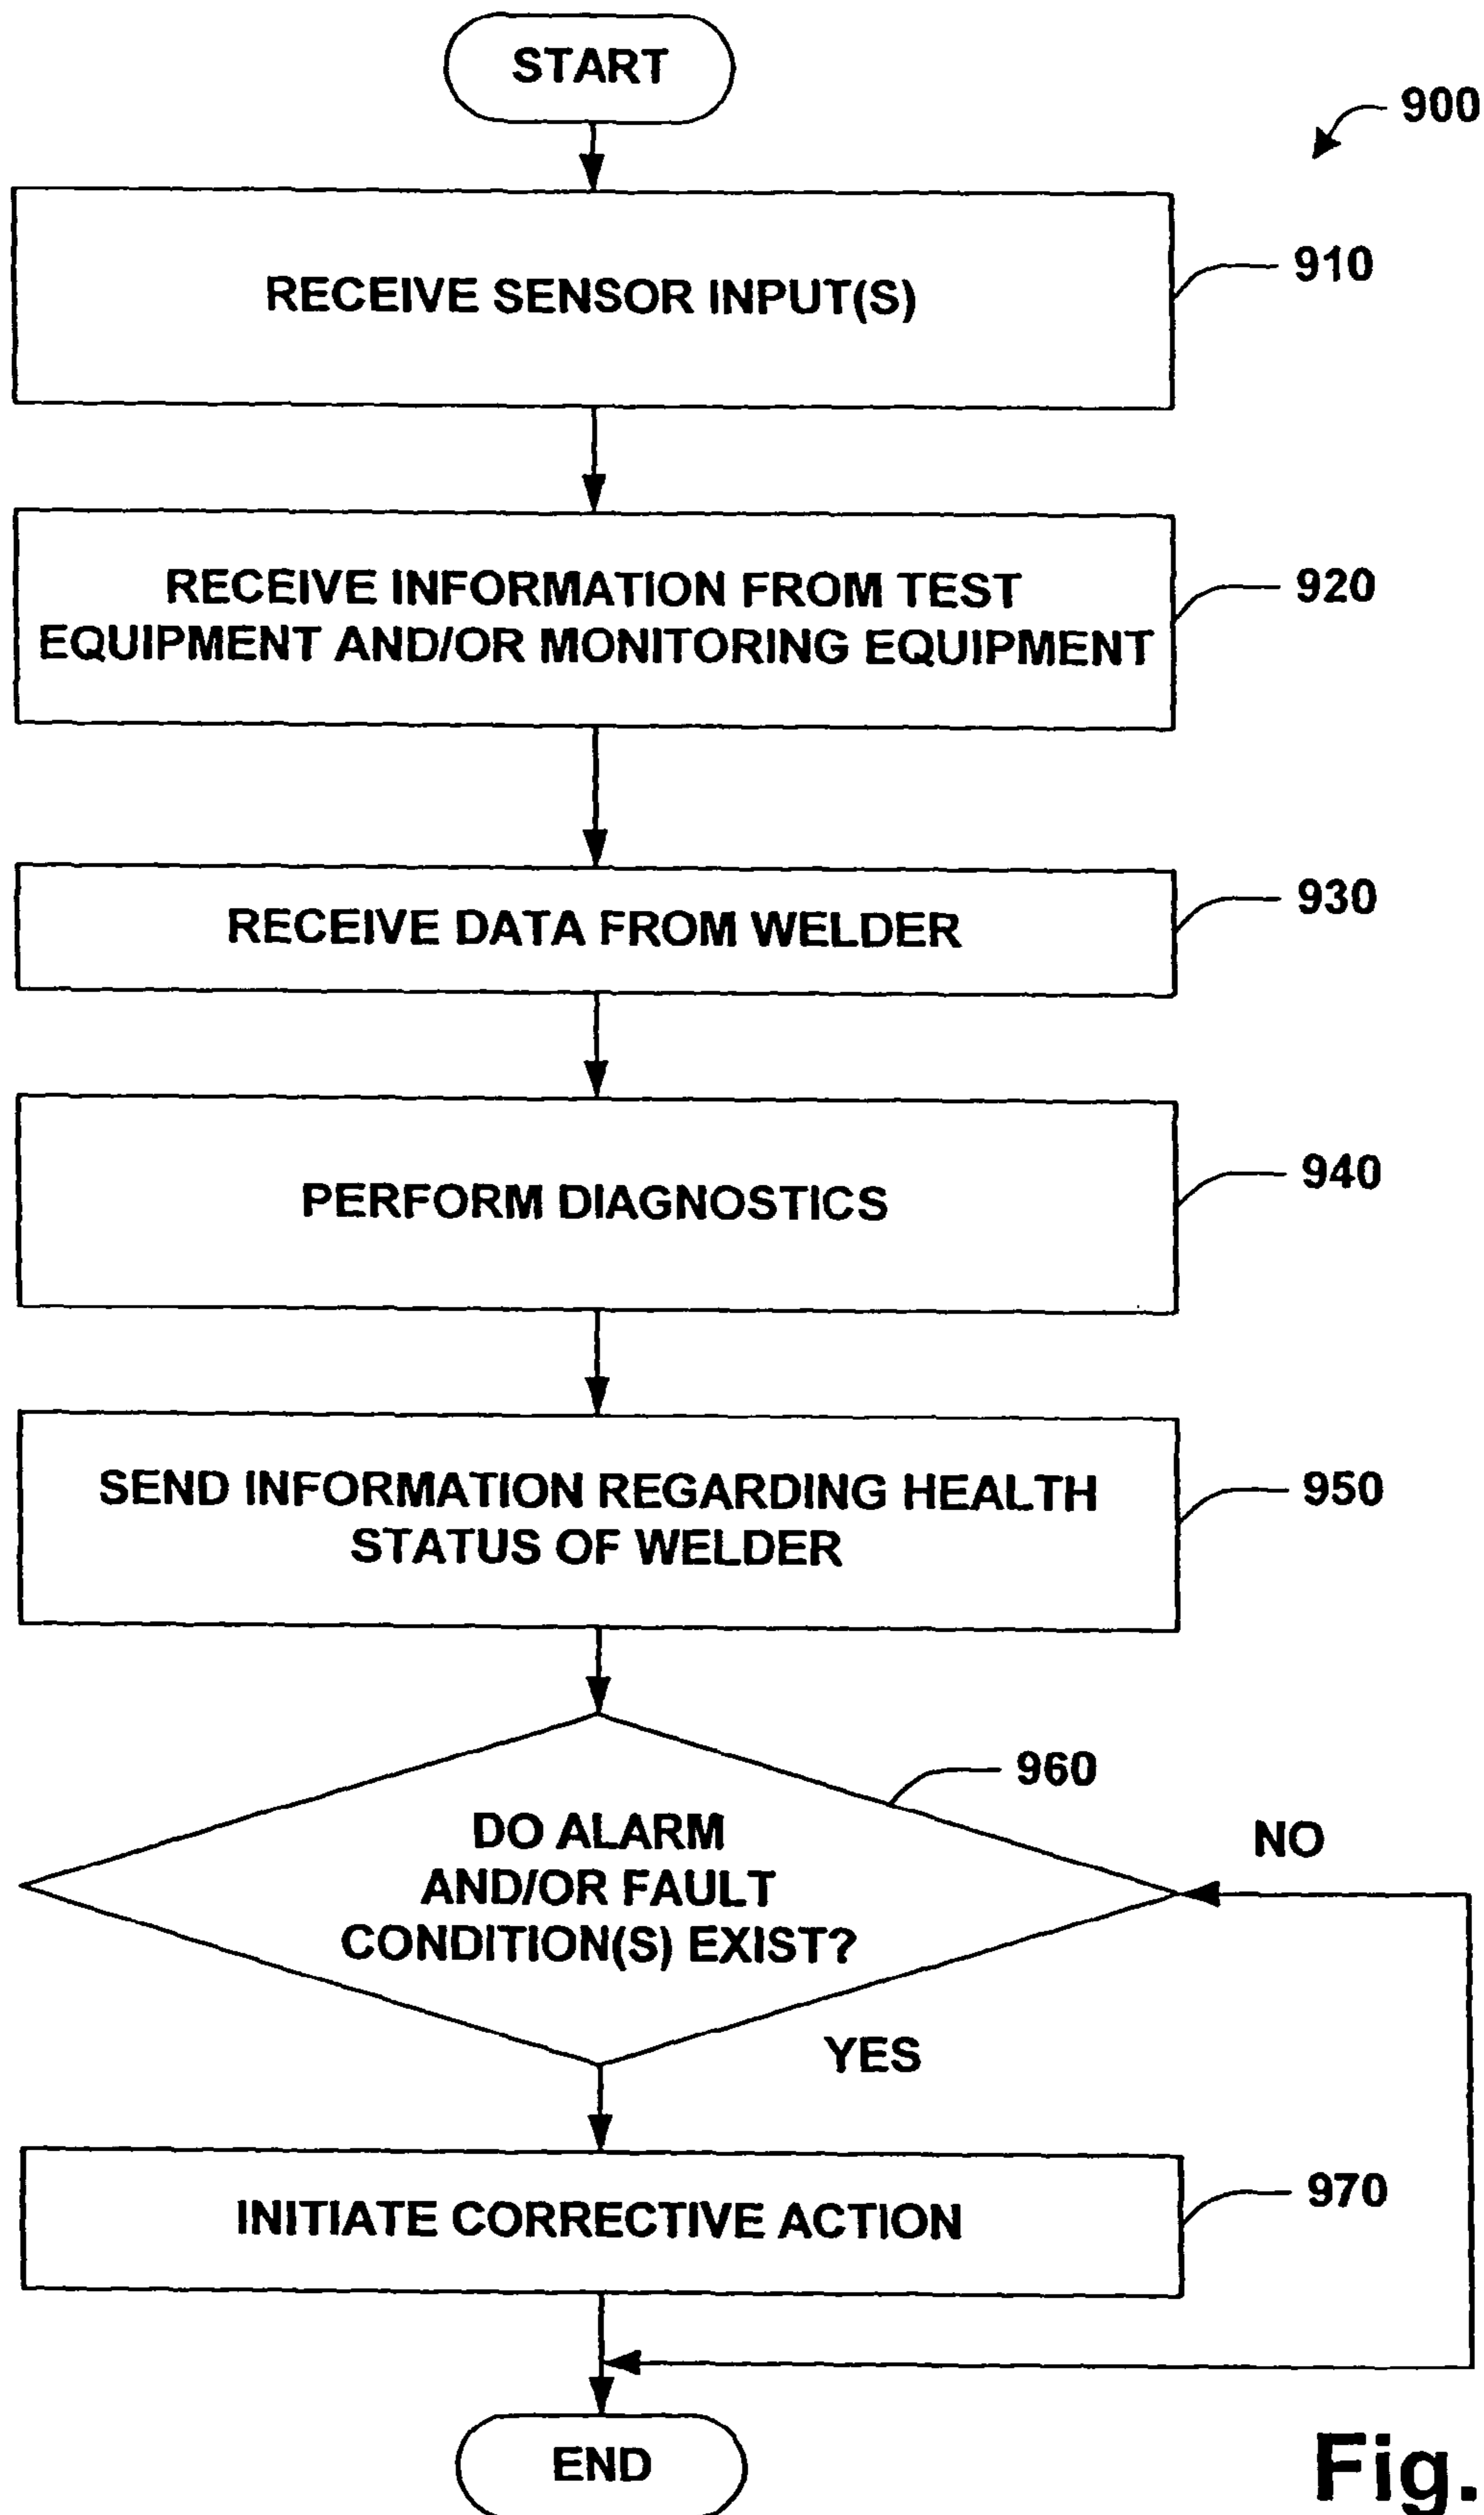 START
900
RECEIVE SENSOR INPUT(S)
910
RECEIVE INFORMATION FROM TEST
EQUIPMENT AND/OR MONITORING EQUIPMENT
920
RECEIVE DATA FROM WELDER
930
PERFORM DIAGNOSTICS
940
SEND INFORMATION REGARDING HEALTH
STATUS OF WELDER
950
960
DO ALARM
AND/OR FAULT
CONDITION(S) EXIST?
NO
YES
INITIATE CORRECTIVE ACTION
970
END
Fig.